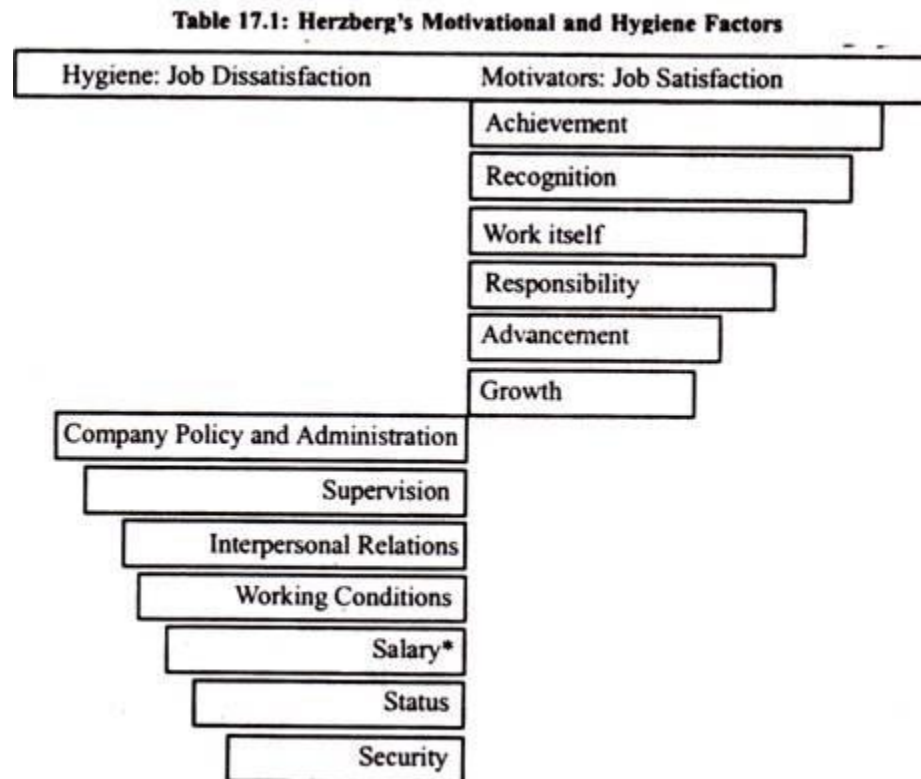 Table 17.1: Herzberg's Motivational and Hygiene Factors
Hygiene: Job Dissatisfaction Motivators: Job Satisfaction
Achievement
Recognition
Work itself
Responsibility
Advancement
Growth
Company Policy and Administration
Supervision
Interpersonal Relations
Working Conditions
Salary*
Status
Security